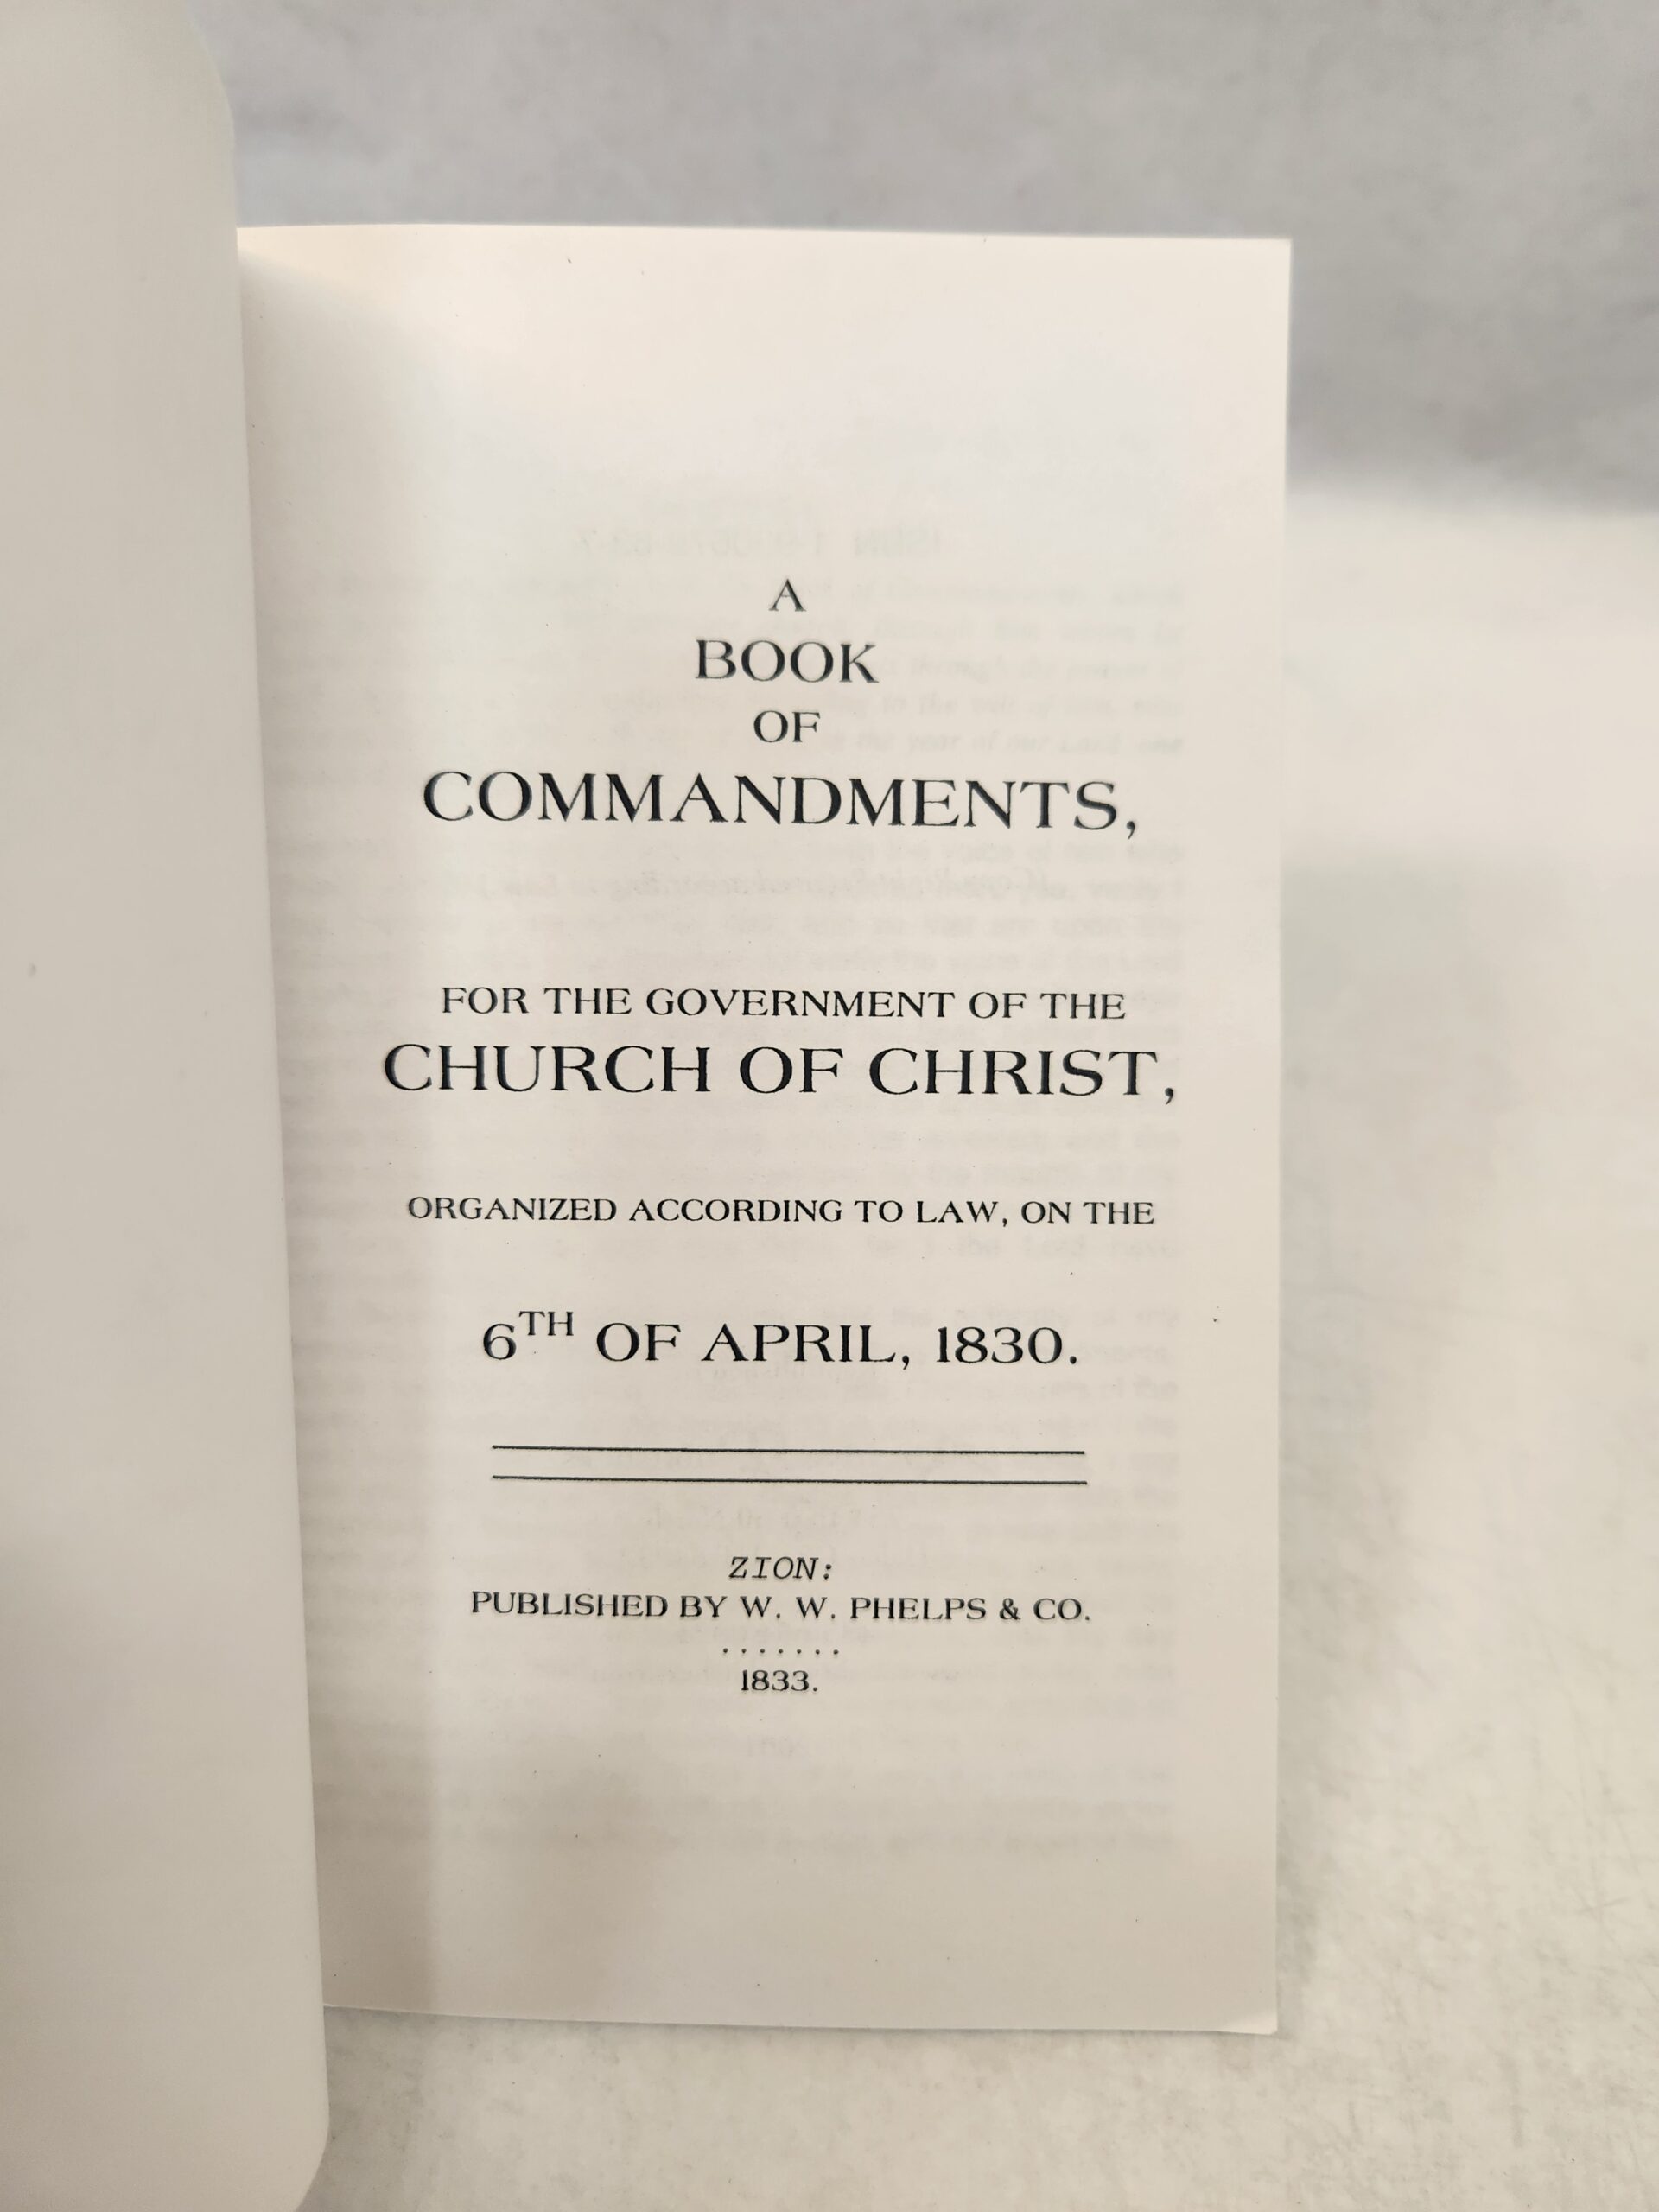 A
BOOK
OF
COMMANDMENTS,
FOR THE GOVERNMENT OF THE
CHURCH OF CHRIST,
ORGANIZED ACCORDING TO LAW, ON THE
6TH OF APRIL, 1830.
ZION:
PUBLISHED BY W. W. PHELPS & CO.
.......
1833.